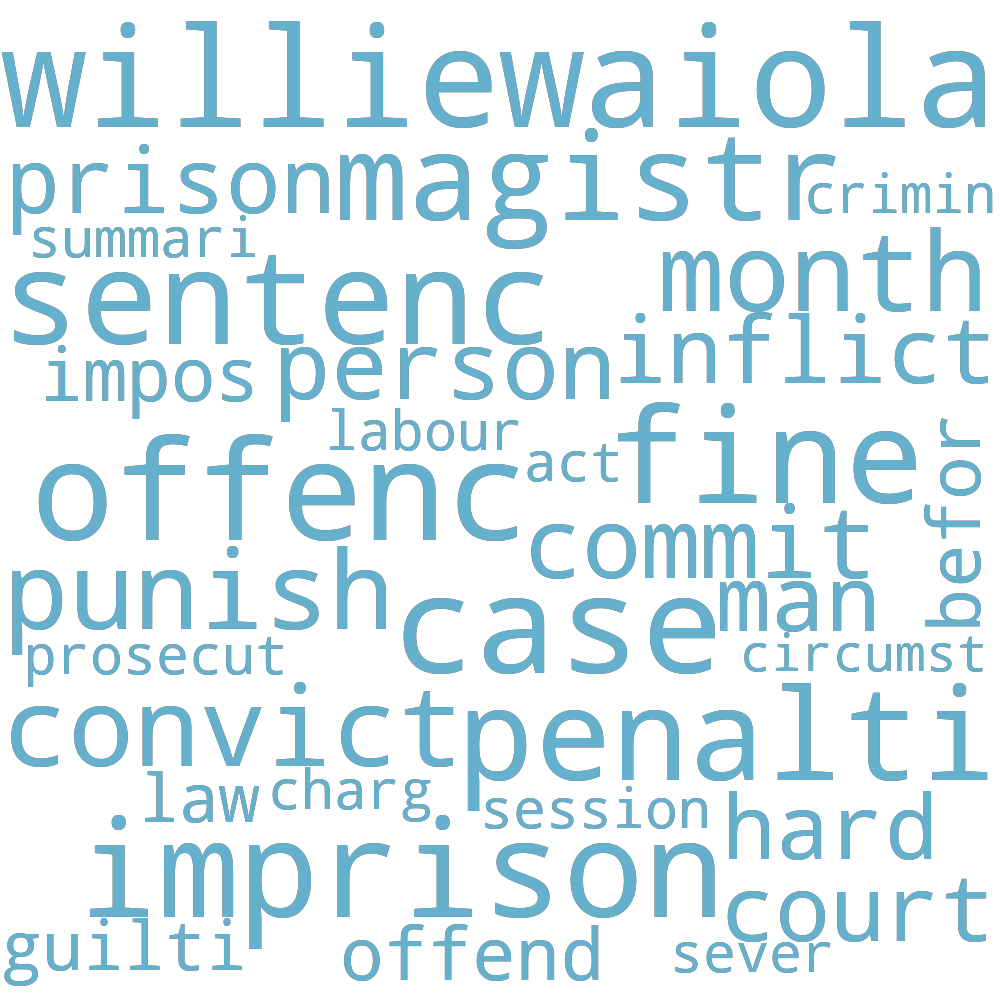 williewaiola
prison magistr crimin
summari
sentenc month
impos person inflict
labour act fine befor
offenc commit
punish case man
prosecut circumst
convict penalti
law charg session hard
imprison court
guilti offend sever